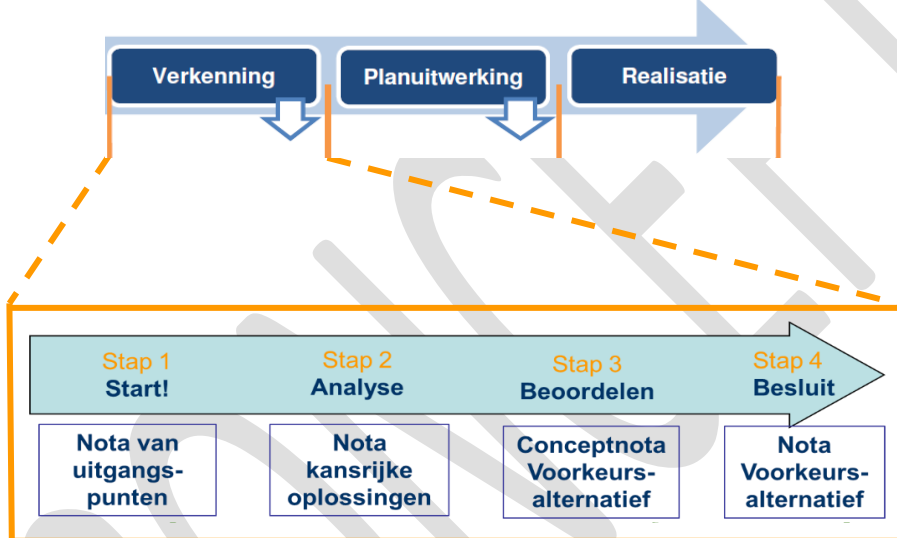 Verkenning
Planuitwerking
Realisatie
Stap 1
Start!
Stap 2
Analyse
Stap 3
Beoordelen
Stap 4
Besluit
Nota van
uitgangs-
punten
Nota
kansrijke
oplossingen
Conceptnota
Voorkeurs-
alternatief
Nota
Voorkeurs-
alternatief